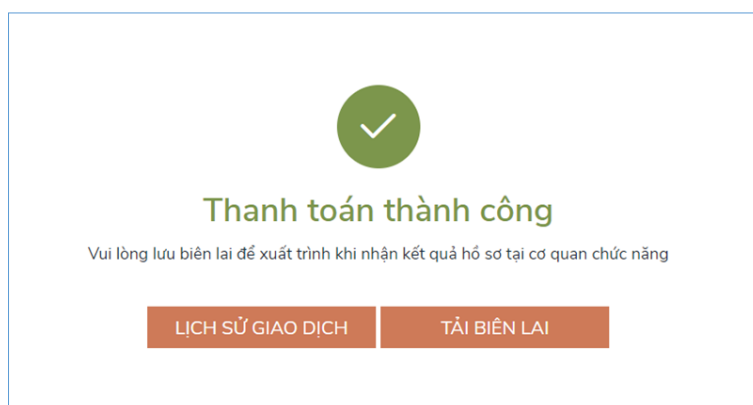 Thanh toán thành công
Vui lòng lưu biên lai để xuất trình khi nhận kết quả hồ sơ tại cơ quan chức năng
LỊCH SỬ GIAO DỊCH
TẢI BIÊN LAI